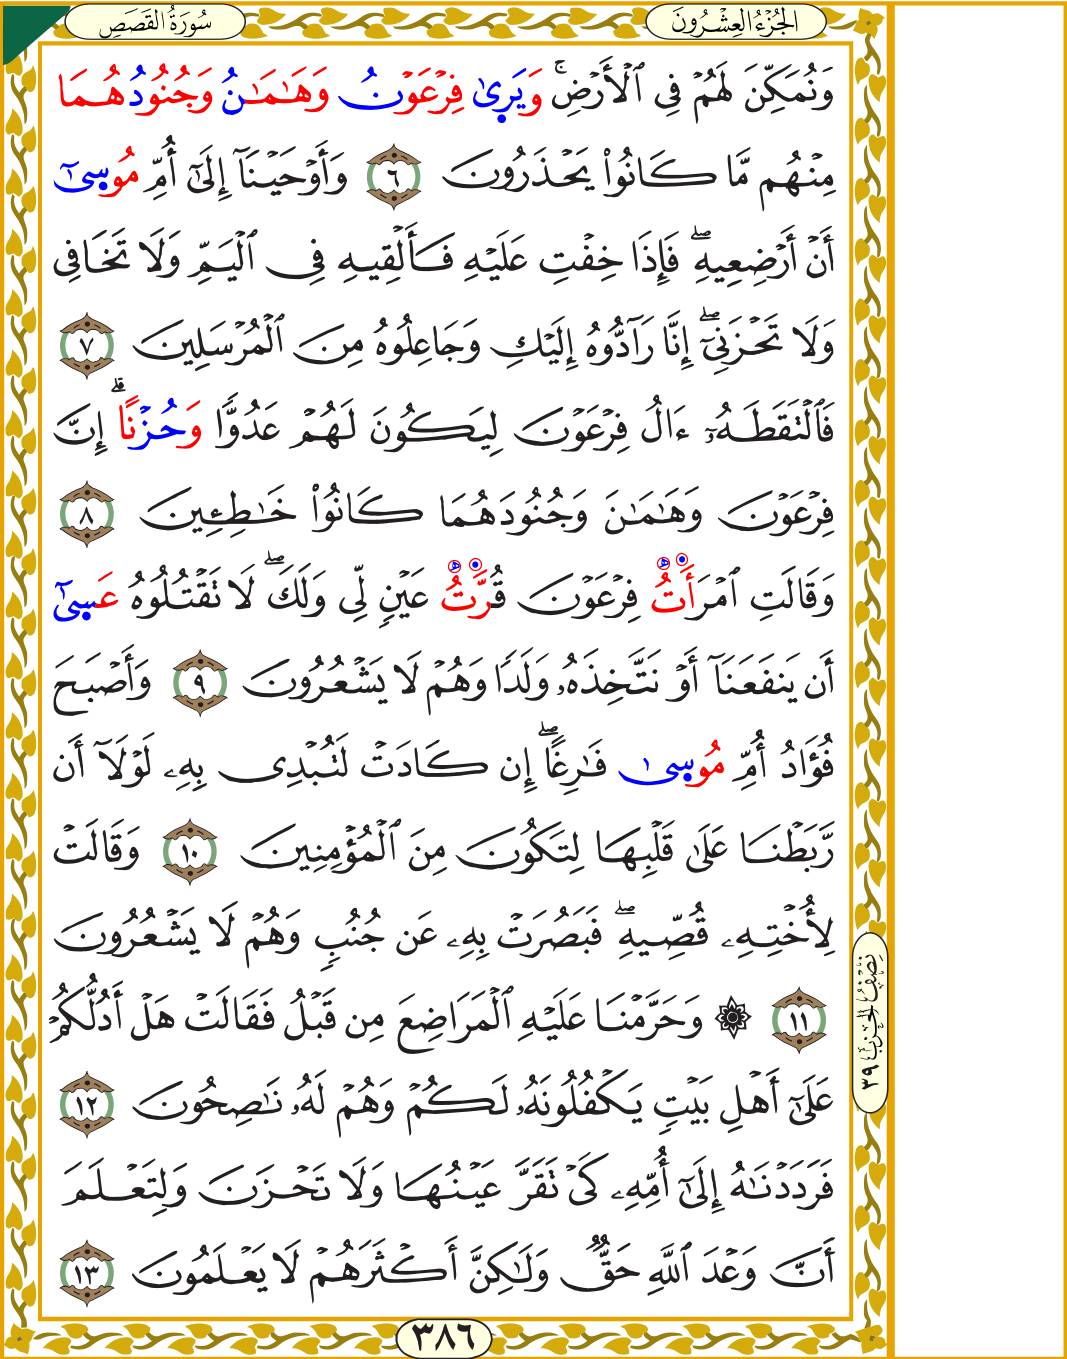 الجُزْءُ العِشْرُونَ
سُورَةُ القَصَصِ
وَنُمَكِّنَ لَهُمْ فِي ٱلْأَرْضِۚ وَيَرِىٰ فِرْعَوْنُ وَهَٰمَٰنُ وَجُنُودُهُمَا
مِنْهُم مَّا كَانُوا۟ يَحْذَرُونَ ٦ وَأَوْحَيْنَآ إِلَىٰٓ أُمِّ مُوسِىٰٓ
أَنْ أَرْضِعِيهِۖ فَإِذَا خِفْتِ عَلَيْهِ فَأَلْقِيهِ فِي ٱلْيَمِّ وَلَا تَخَافِي
وَلَا تَحْزَنِيٓۖ إِنَّا رَآدُّوهُ إِلَيْكِ وَجَاعِلُوهُ مِنَ ٱلْمُرْسَلِينَ ٧
فَٱلْتَقَطَهُۥٓ ءَالُ فِرْعَوْنَ لِيَكُونَ لَهُمْ عَدُوًّا وَحُزْنًاۗ إِنَّ
فِرْعَوْنَ وَهَٰمَٰنَ وَجُنُودَهُمَا كَانُوا۟ خَٰطِـِٔينَ ٨
وَقَالَتِ ٱمْرَأَتُ فِرْعَوْنَ قُرَّتُ عَيْنٍ لِّي وَلَكَۖ لَا تَقْتُلُوهُ عَسِىٰٓ
أَن يَنفَعَنَآ أَوْ نَتَّخِذَهُۥ وَلَدًا وَهُمْ لَا يَشْعُرُونَ ٩ وَأَصْبَحَ
فُؤَادُ أُمِّ مُوسِىٰ فَٰرِغًاۖ إِن كَادَتْ لَتُبْدِي بِهِۦ لَوْلَآ أَن
رَّبَطْنَا عَلَىٰ قَلْبِهَا لِتَكُونَ مِنَ ٱلْمُؤْمِنِينَ ١٠ وَقَالَتْ
لِأُخْتِهِۦ قُصِّيهِۖ فَبَصُرَتْ بِهِۦ عَن جُنُبٍ وَهُمْ لَا يَشْعُرُونَ
١١ ۞ وَحَرَّمْنَا عَلَيْهِ ٱلْمَرَاضِعَ مِن قَبْلُ فَقَالَتْ هَلْ أَدُلُّكُمْ
عَلَىٰٓ أَهْلِ بَيْتٍ يَكْفُلُونَهُۥ لَكُمْ وَهُمْ لَهُۥ نَٰصِحُونَ ١٢
فَرَدَدْنَٰهُ إِلَىٰٓ أُمِّهِۦ كَيْ تَقَرَّ عَيْنُهَا وَلَا تَحْزَنَ وَلِتَعْلَمَ
أَنَّ وَعْدَ ٱللَّهِ حَقٌّ وَلَٰكِنَّ أَكْثَرَهُمْ لَا يَعْلَمُونَ ١٣
نِصْفُ الحِزْبِ ٣٩
٣٨٦